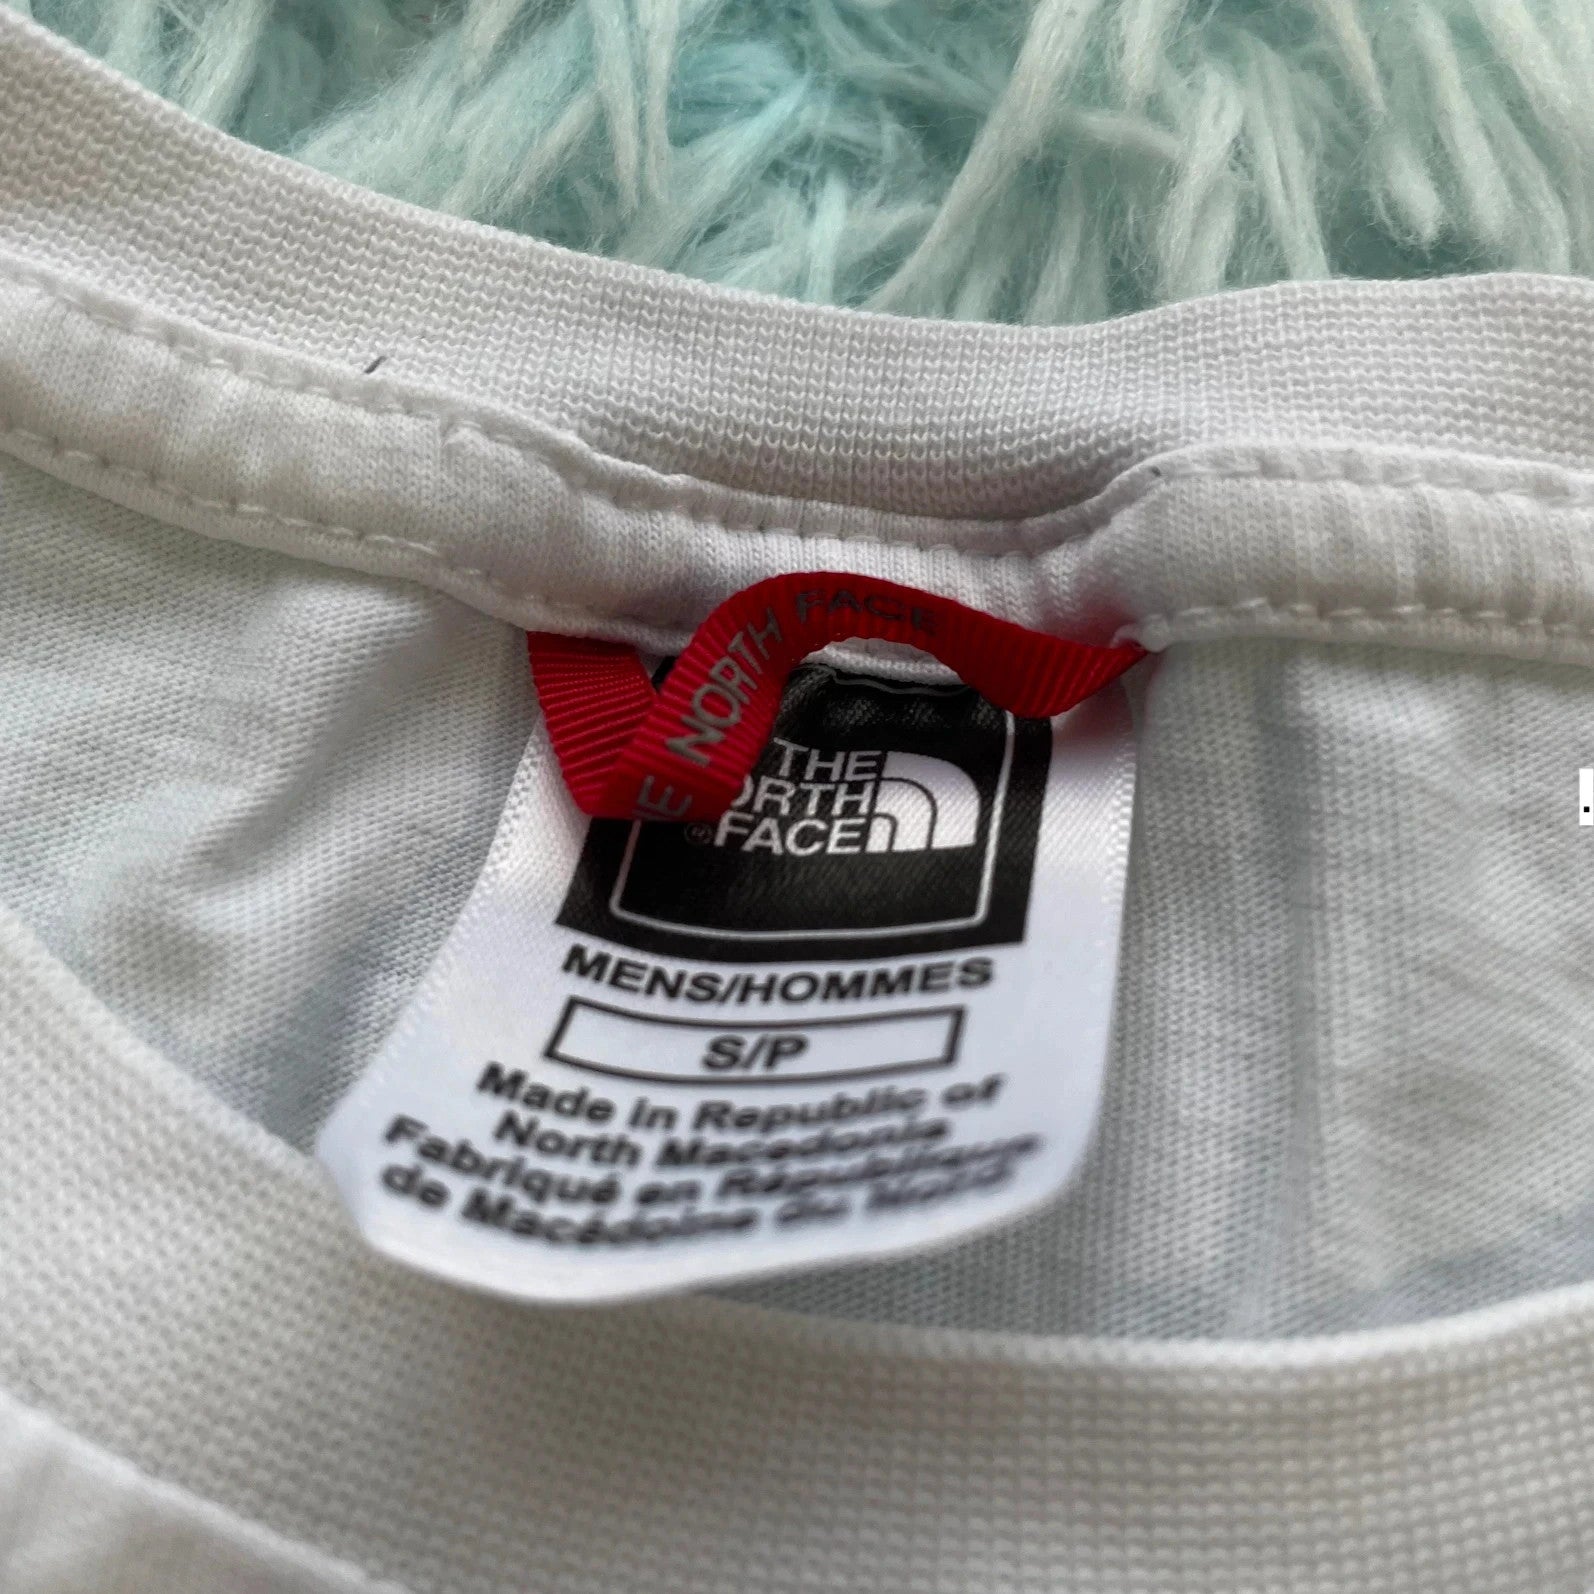 THE NORTH FACE
THE
NORTH
FACE
®
MENS/HOMMES
S/P
Made in Republic of
North Macedonia
Fabriqué en République
de Macédoine du Nord
.